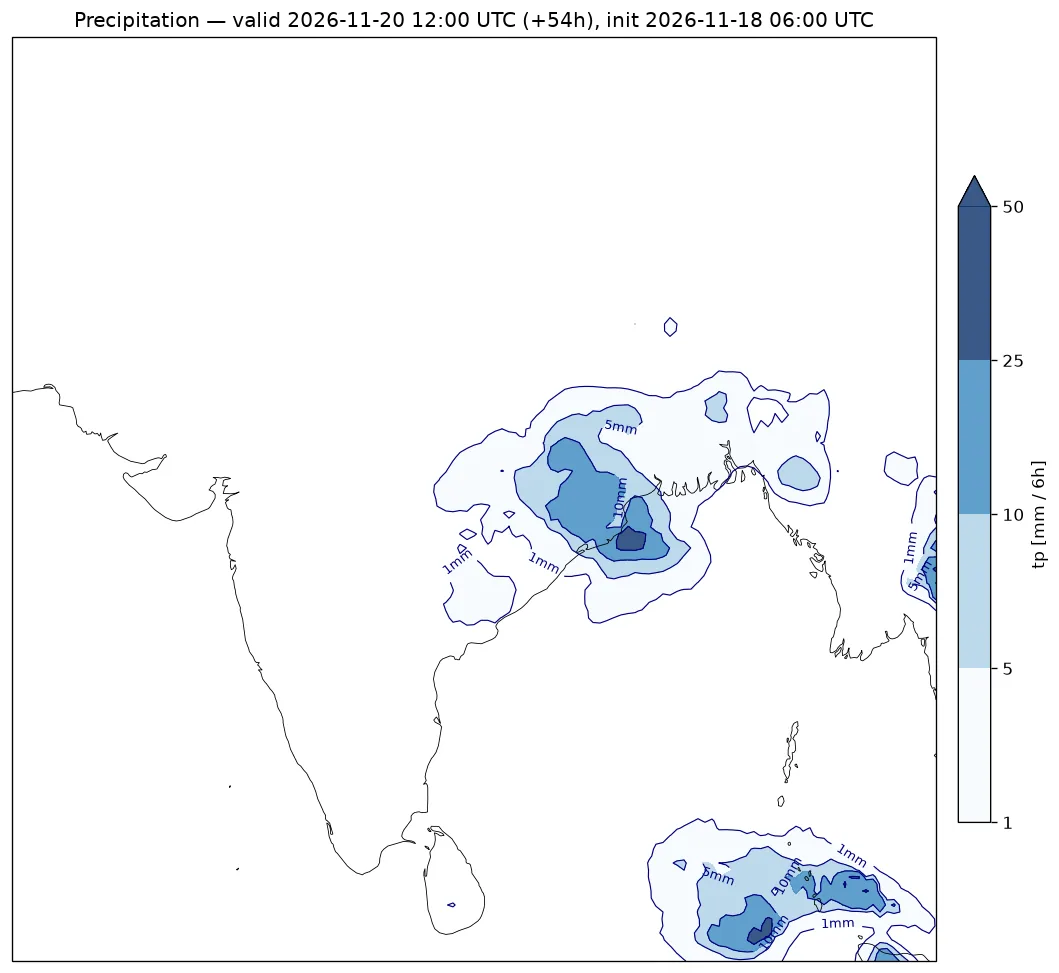 Precipitation — valid 2026-11-20 12:00 UTC (+54h), init 2026-11-18 06:00 UTC
50
25
10
5
1
tp [mm / 6h]
5mm
10mm
1mm
1mm
1mm
5mm
1mm
5mm
10mm
10mm
1mm